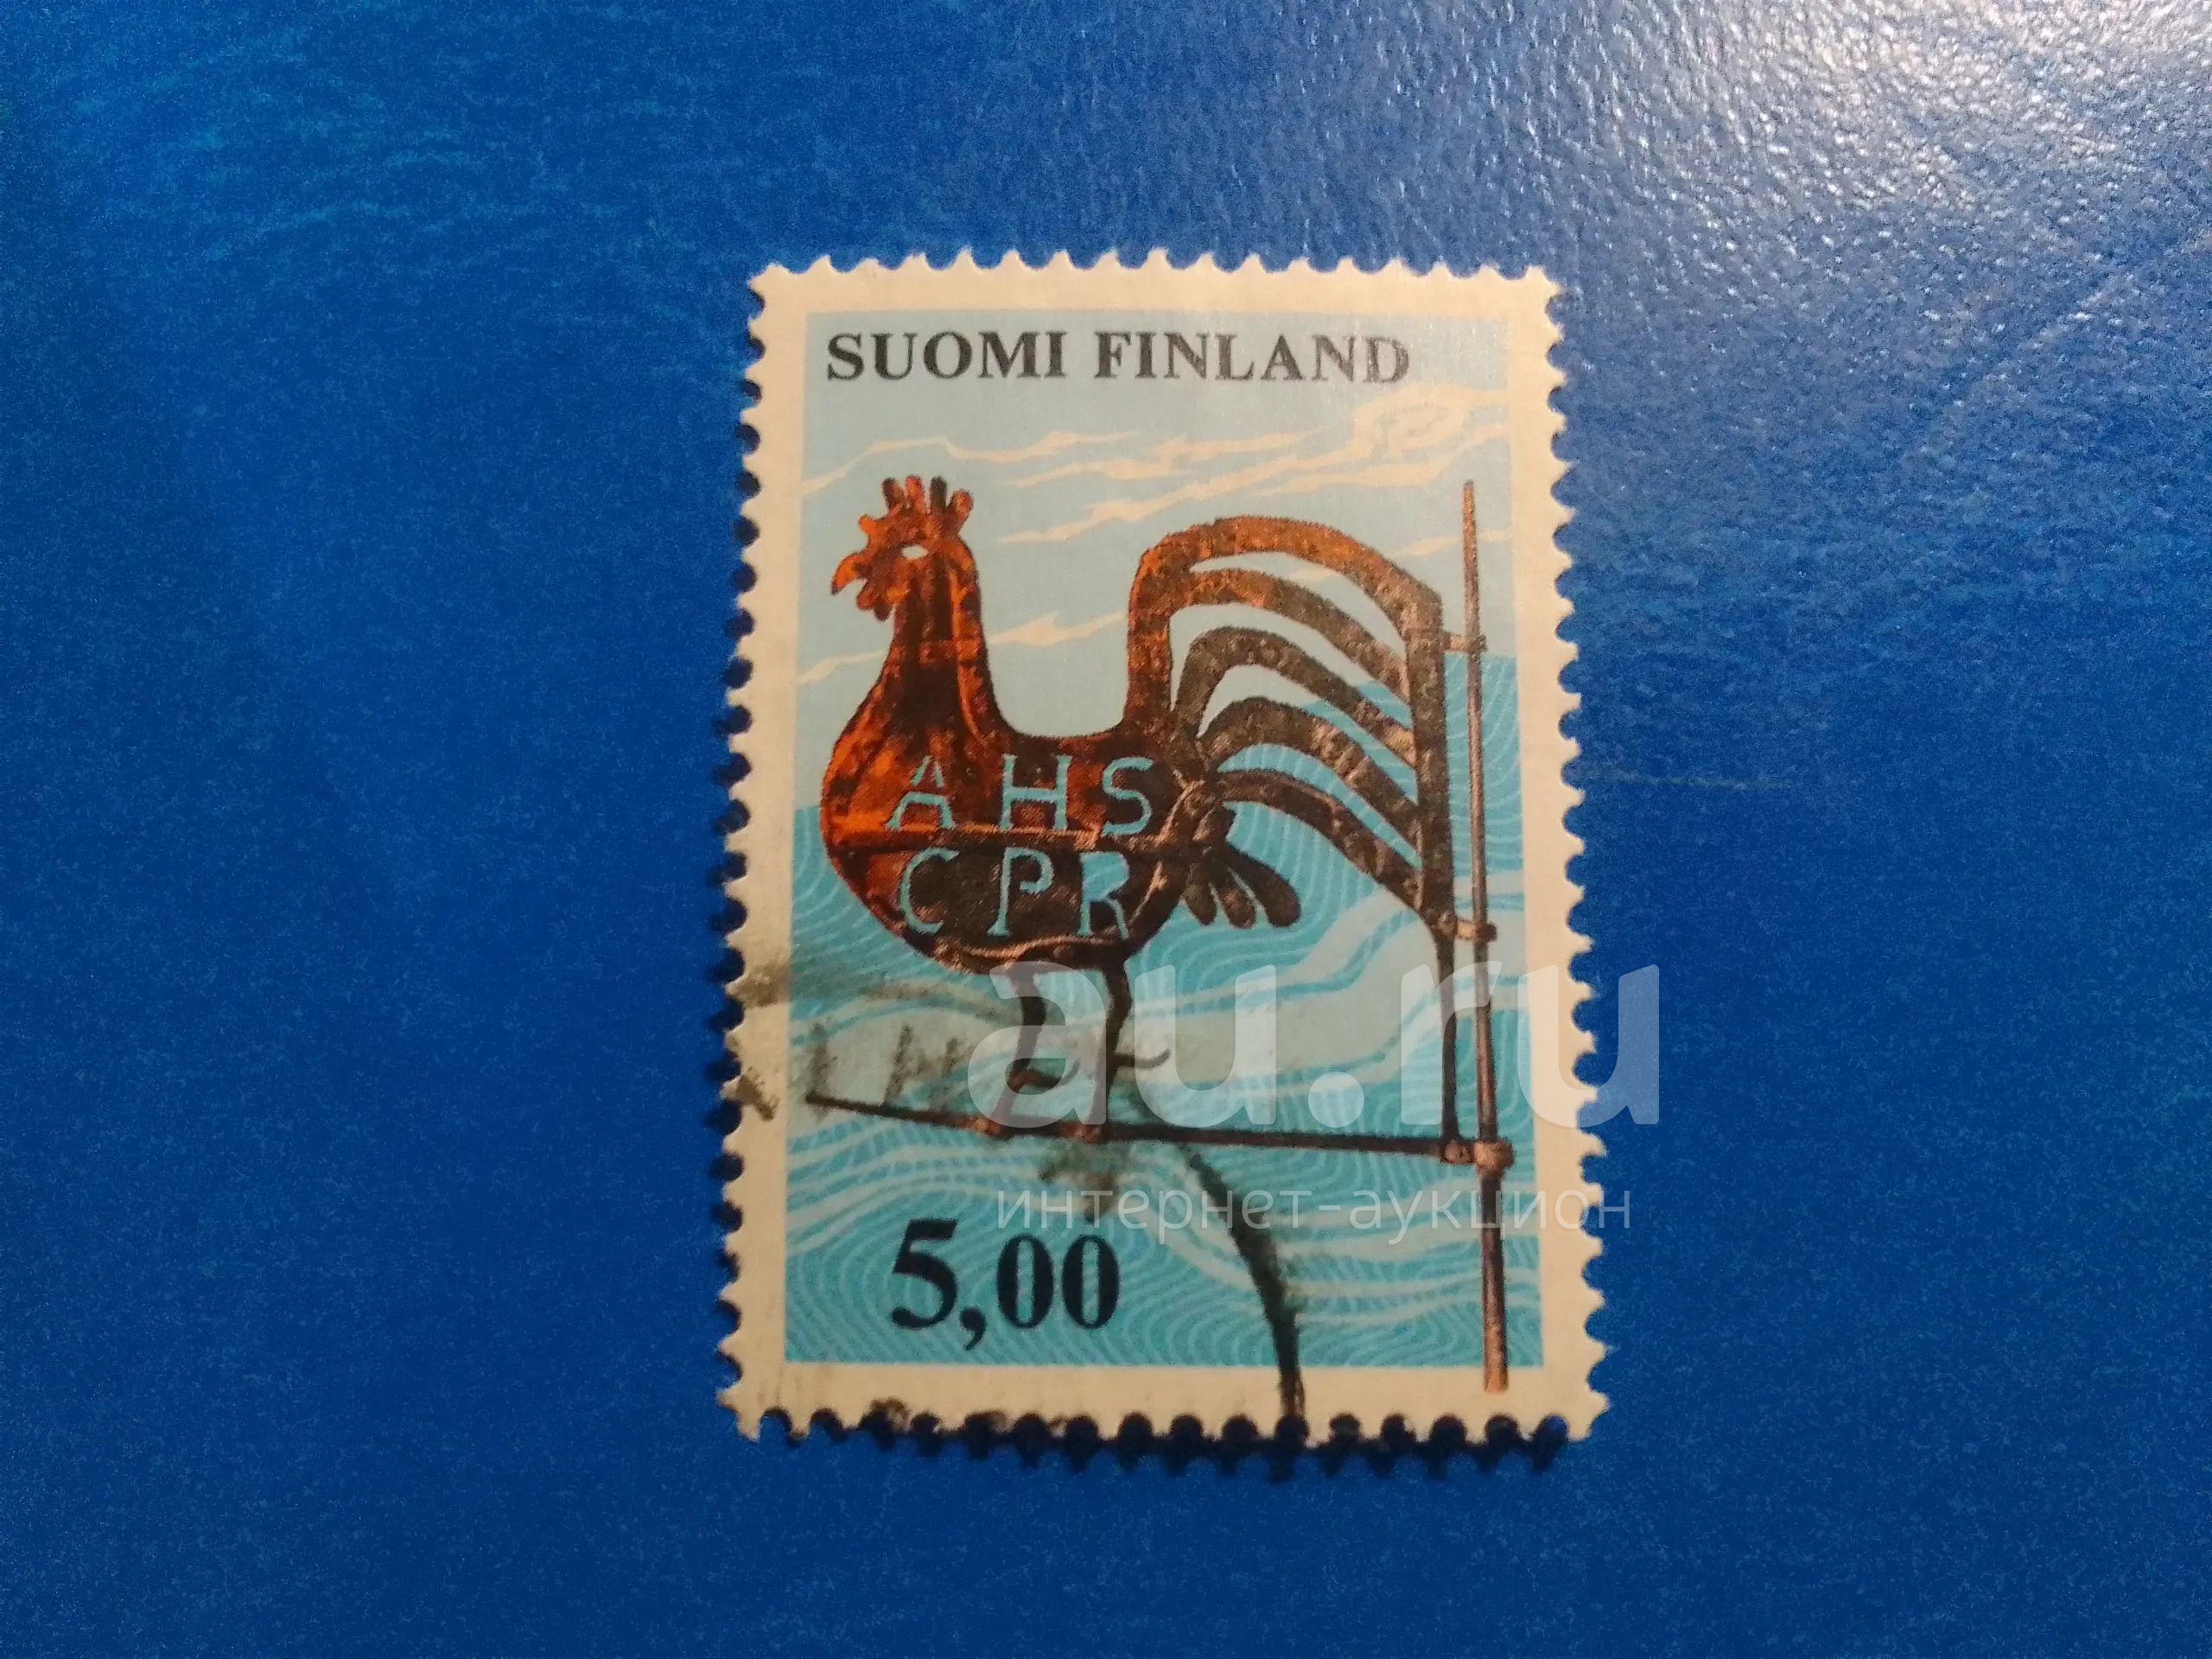 SUOMI FINLAND
AHS
CPR
au.ru
интернет-аукцион
5,00